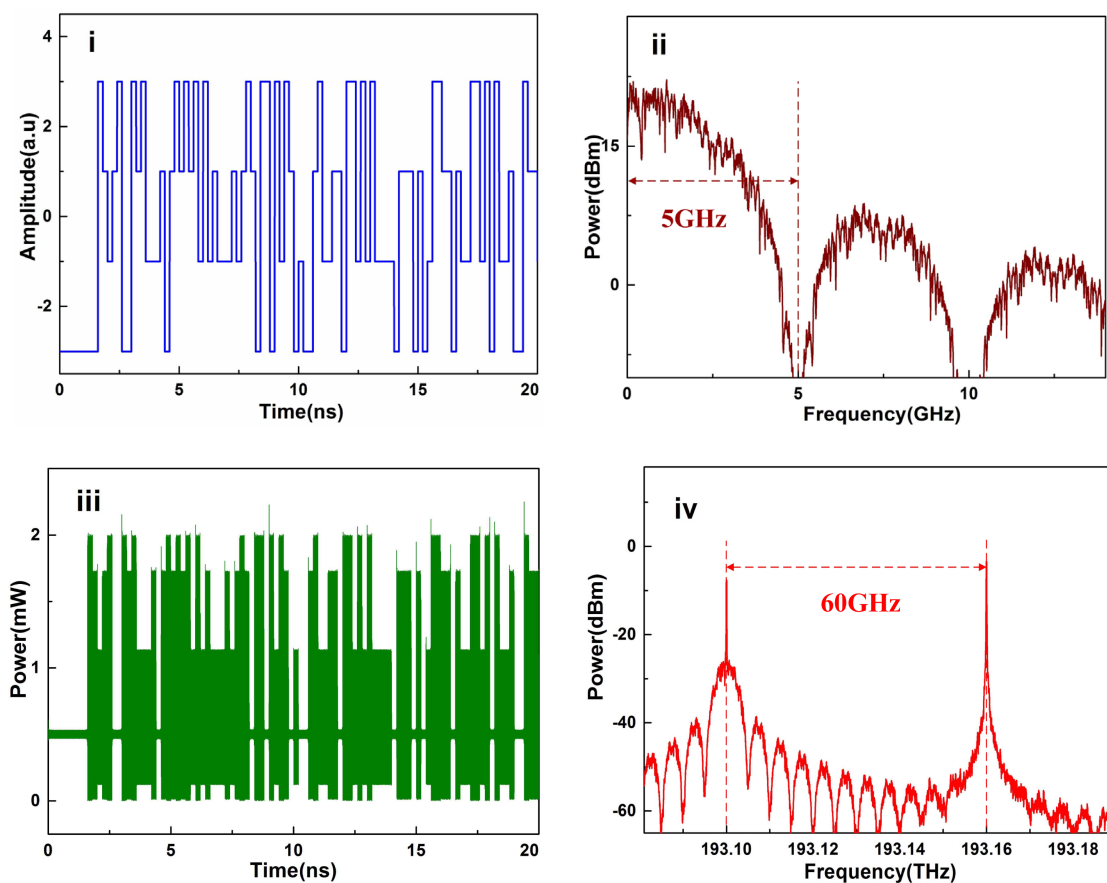 i
Amplitude(a.u)
4
2
0
-2
0 5 10 15 20
Time(ns)
ii
Power(dBm)
15
0
5GHz
0 5 10
Frequency(GHz)
iii
Power(mW)
2
1
0
0 5 10 15 20
Time(ns)
iv
Power(dBm)
0
-20
-40
-60
60GHz
193.10 193.12 193.14 193.16 193.18
Frequency(THz)